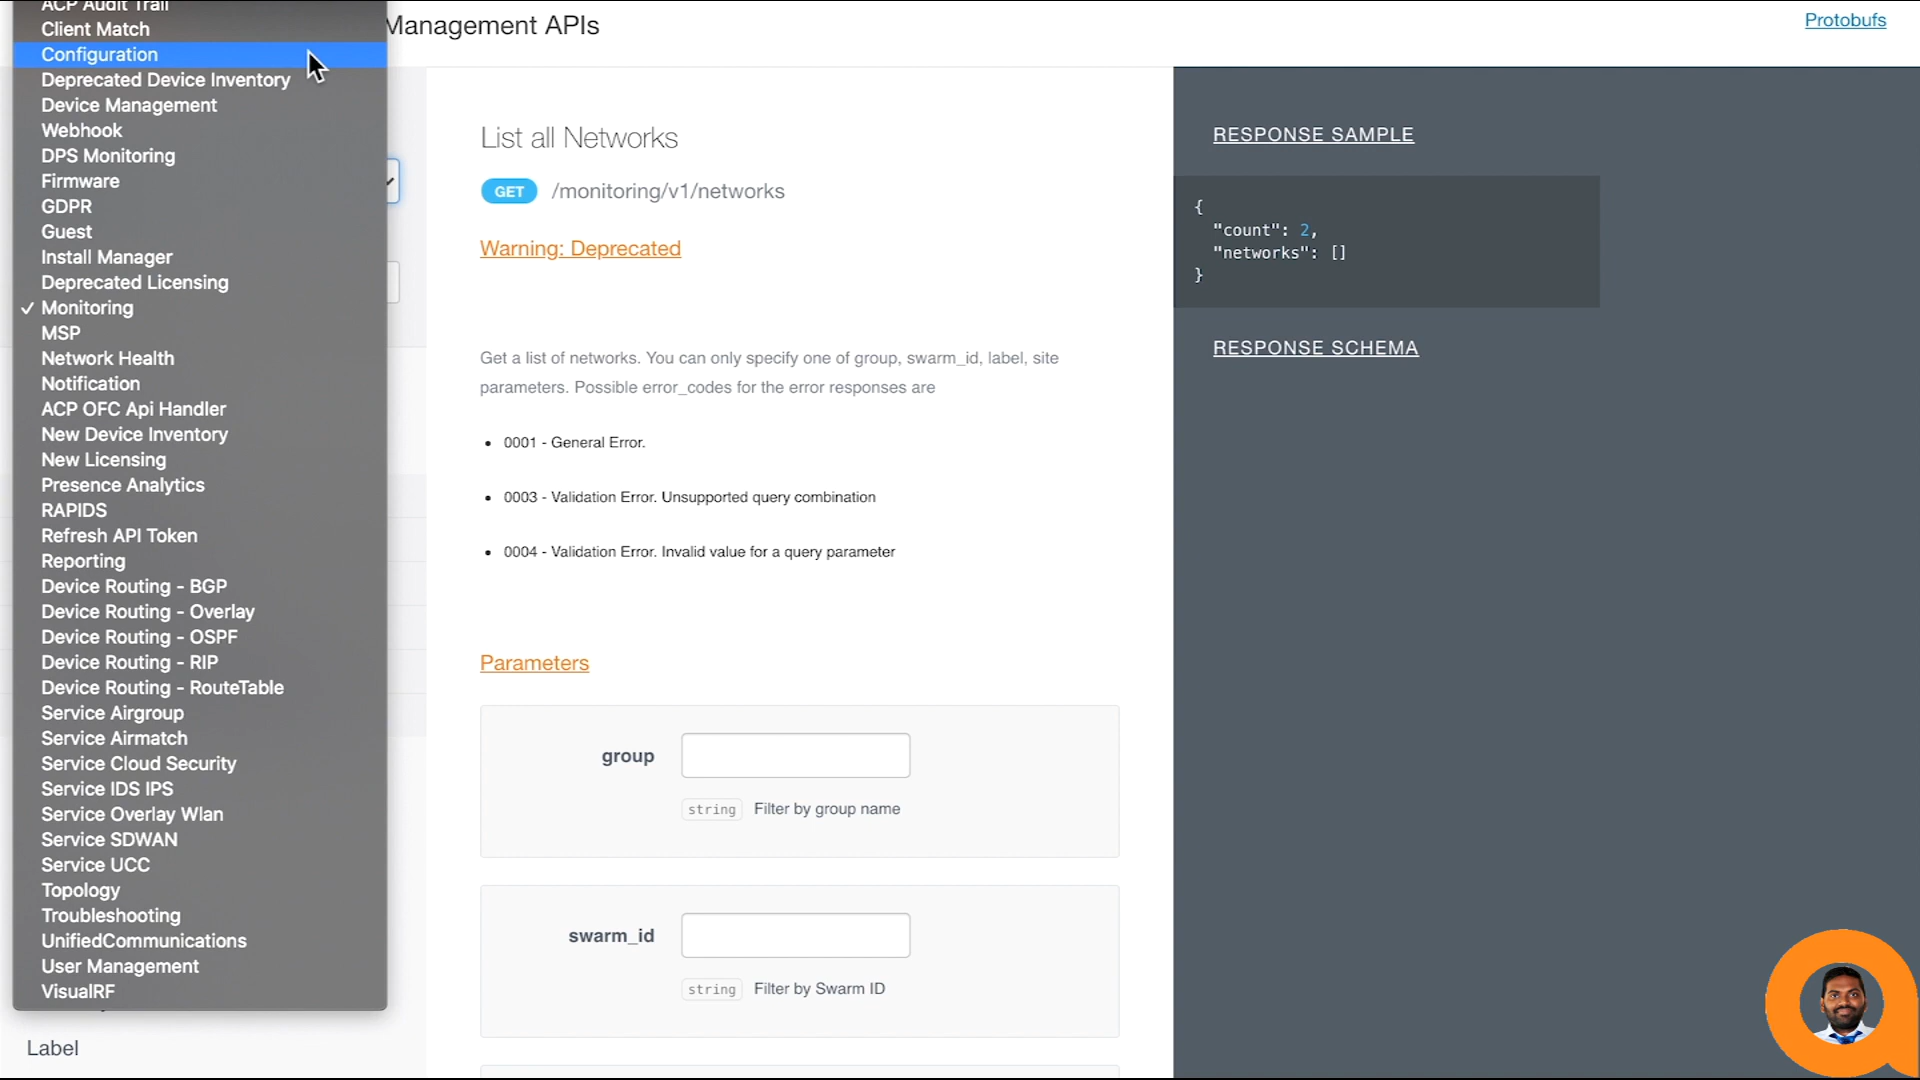 ACP Audit Trail
Client Match
Configuration
Deprecated Device Inventory
Device Management
Webhook
DPS Monitoring
Firmware
GDPR
Guest
Install Manager
Deprecated Licensing
✓ Monitoring
MSP
Network Health
Notification
ACP OFC Api Handler
New Device Inventory
New Licensing
Presence Analytics
RAPIDS
Refresh API Token
Reporting
Device Routing - BGP
Device Routing - Overlay
Device Routing - OSPF
Device Routing - RIP
Device Routing - RouteTable
Service Airgroup
Service Airmatch
Service Cloud Security
Service IDS IPS
Service Overlay Wlan
Service SDWAN
Service UCC
Topology
Troubleshooting
UnifiedCommunications
User Management
VisualRF
Label
Management APIs
Protobufs
List all Networks
GET /monitoring/v1/networks
Warning: Deprecated
Get a list of networks. You can only specify one of group, swarm_id, label, site
parameters. Possible error_codes for the error responses are
• 0001 - General Error.
• 0003 - Validation Error. Unsupported query combination
• 0004 - Validation Error. Invalid value for a query parameter
Parameters
group
string Filter by group name
swarm_id
string Filter by Swarm ID
RESPONSE SAMPLE
{
"count": 2,
"networks": []
}
RESPONSE SCHEMA